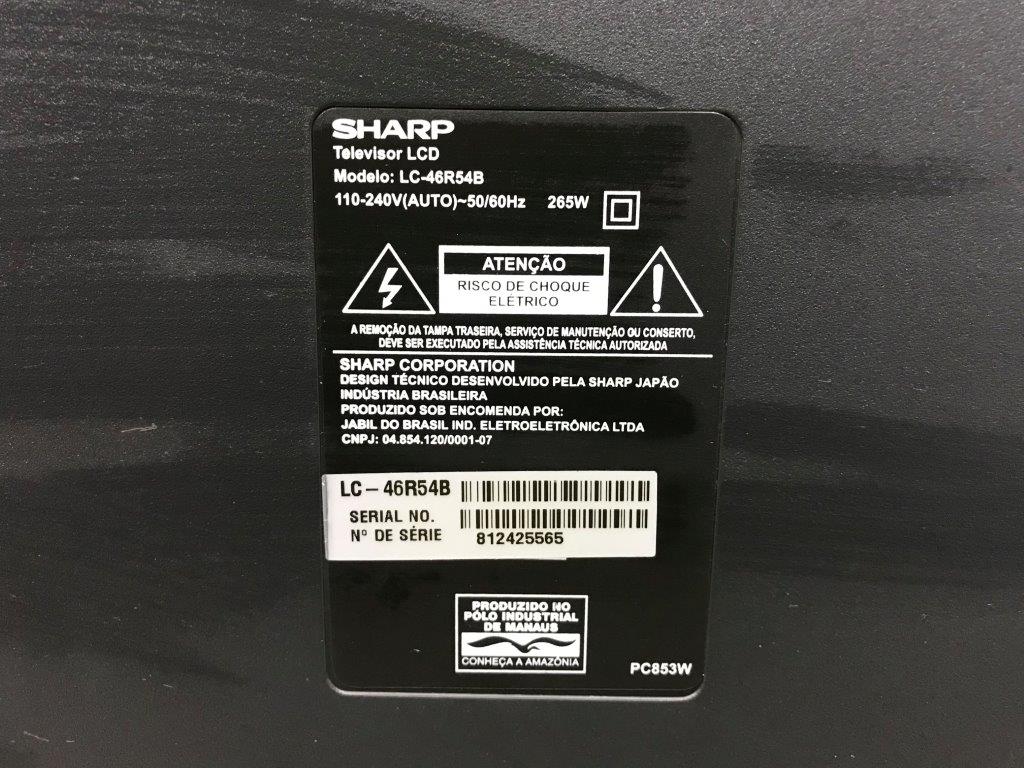 SHARP
Televisor LCD
Modelo: LC-46R54B
110-240V(AUTO)~50/60Hz 265W
ATENÇÃO
RISCO DE CHOQUE
ELÉTRICO
A REMOÇÃO DA TAMPA TRASEIRA, SERVIÇO DE MANUTENÇÃO OU CONSERTO,
DEVE SER EXECUTADO PELA ASSISTÊNCIA TÉCNICA AUTORIZADA
SHARP CORPORATION
DESIGN TÉCNICO DESENVOLVIDO PELA SHARP JAPÃO
INDÚSTRIA BRASILEIRA
PRODUZIDO SOB ENCOMENDA POR:
JABIL DO BRASIL IND. ELETROELETRÔNICA LTDA
CNPJ: 04.854.120/0001-07
LC-46R54B
SERIAL NO.
Nº DE SÉRIE 812425565
PRODUZIDO NO
PÓLO INDUSTRIAL
DE MANAUS
CONHEÇA A AMAZÔNIA
PC853W